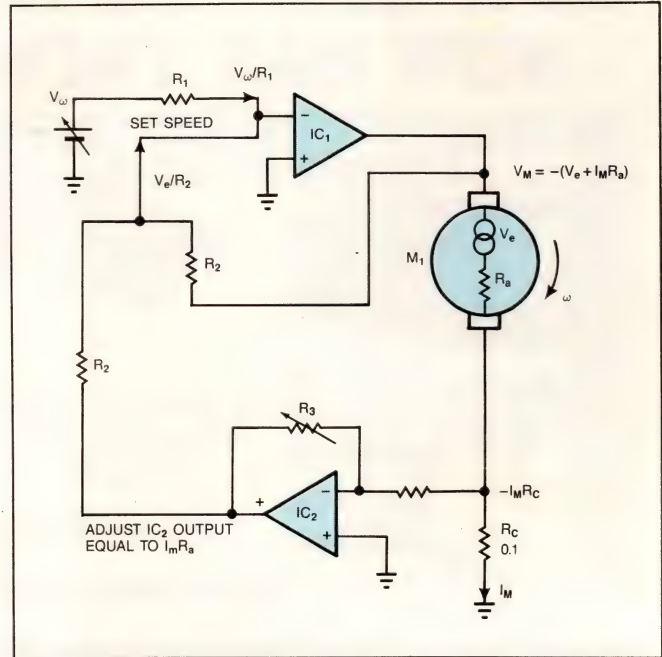 R1
Vω/R1
Vω
SET SPEED
−
IC1
+
Ve/R2
VM = −(Ve + IMRa)
Ve
M1
R2
Ra
ω
R2
R3
−IMRC
+
−
IC2
+
ADJUST IC2 OUTPUT
EQUAL TO ImRa
RC
0.1
IM